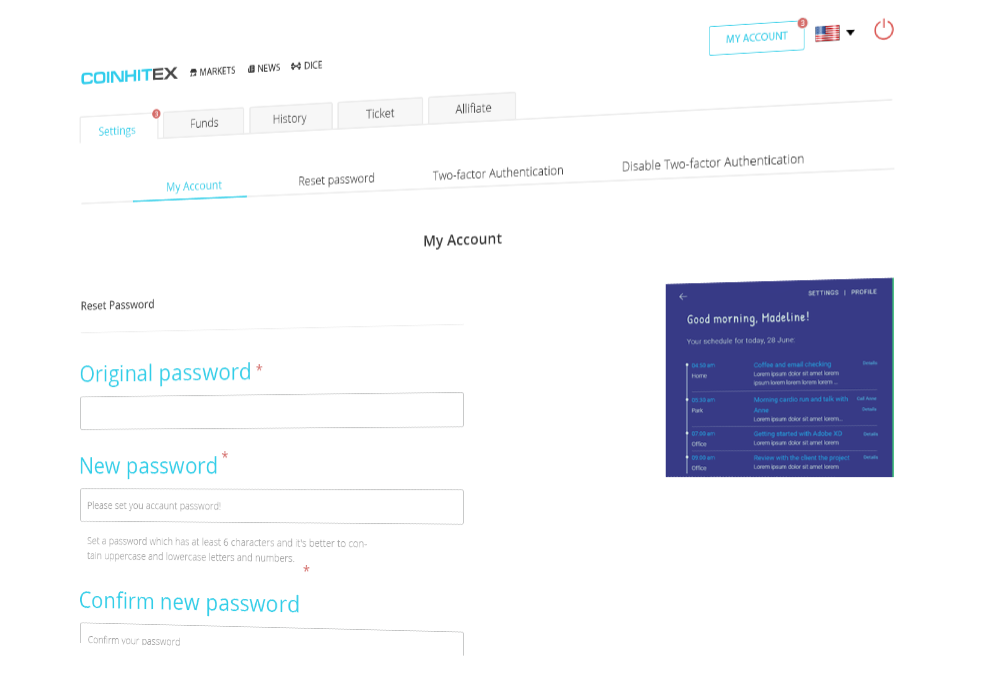 MY ACCOUNT 3
COINHITEX MARKETS NEWS DICE
Settings 3 Funds History Ticket Allifiate
My Account Reset password Two-factor Authentication Disable Two-factor Authentication
My Account
Reset Password
Original password *
New password *
Please set you accaunt password!
Set a password which has at least 6 characters and it's better to con-
tain uppercase and lowercase letters and numbers.
*
Confirm new password
Confirm your password
SETTINGS | PROFILE
Good morning, Madeline!
Your schedule for today, 28 June:
04:00 am Coffee and email checking Details
Home Lorem ipsum dolor sit amet lorem
ipsum lorem lorem lorem lorem ...
05:00 am Morning cardio run and talk with Call Anne
Park Anne Details
Lorem ipsum dolor sit amet lorem...
07:00 am Getting started with Adobe XD Details
Office Lorem ipsum dolor sit amet lorem
09:00 am Review with the client the project Details
Office Lorem ipsum dolor sit amet lorem